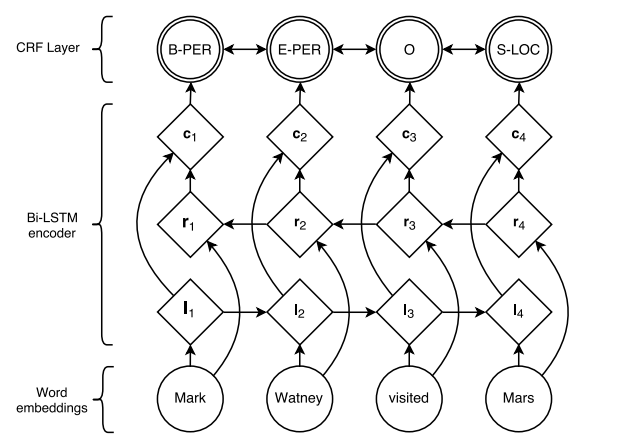 CRF Layer
B-PER E-PER O S-LOC
c₁ c₂ c₃ c₄
Bi-LSTM
encoder
r₁ r₂ r₃ r₄
l₁ l₂ l₃ l₄
Word
embeddings
Mark Watney visited Mars